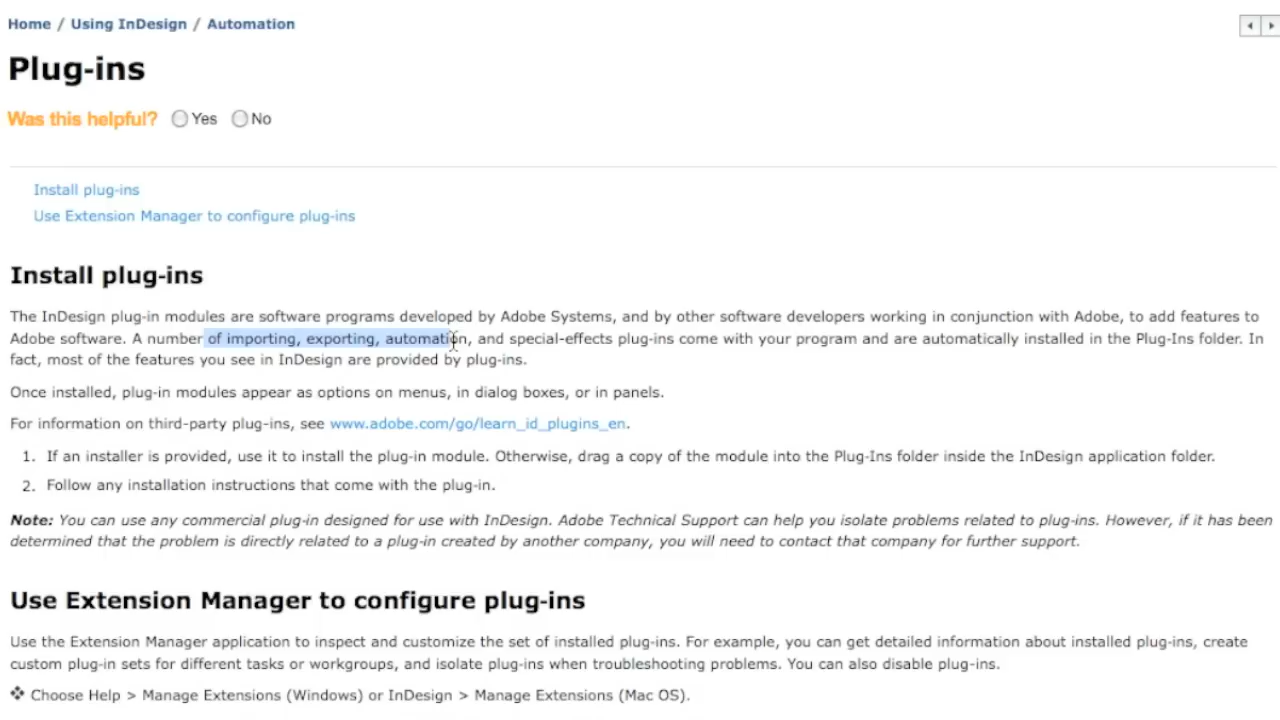 Home / Using InDesign / Automation
Plug-ins
Was this helpful? Yes No
Install plug-ins
Use Extension Manager to configure plug-ins
Install plug-ins
The InDesign plug-in modules are software programs developed by Adobe Systems, and by other software developers working in conjunction with Adobe, to add features to
Adobe software. A number of importing, exporting, automation, and special-effects plug-ins come with your program and are automatically installed in the Plug-Ins folder. In
fact, most of the features you see in InDesign are provided by plug-ins.
Once installed, plug-in modules appear as options on menus, in dialog boxes, or in panels.
For information on third-party plug-ins, see www.adobe.com/go/learn_id_plugins_en.
1. If an installer is provided, use it to install the plug-in module. Otherwise, drag a copy of the module into the Plug-Ins folder inside the InDesign application folder.
2. Follow any installation instructions that come with the plug-in.
Note: You can use any commercial plug-in designed for use with InDesign. Adobe Technical Support can help you isolate problems related to plug-ins. However, if it has been
determined that the problem is directly related to a plug-in created by another company, you will need to contact that company for further support.
Use Extension Manager to configure plug-ins
Use the Extension Manager application to inspect and customize the set of installed plug-ins. For example, you can get detailed information about installed plug-ins, create
custom plug-in sets for different tasks or workgroups, and isolate plug-ins when troubleshooting problems. You can also disable plug-ins.
❖ Choose Help > Manage Extensions (Windows) or InDesign > Manage Extensions (Mac OS).